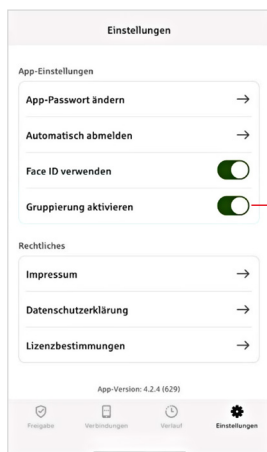 Einstellungen
App-Einstellungen
App-Passwort ändern
Automatisch abmelden
Face ID verwenden
Gruppierung aktivieren
Rechtliches
Impressum
Datenschutzerklärung
Lizenzbestimmungen
App-Version: 4.2.4 (629)
Freigabe Verbindungen Verlauf Einstellungen